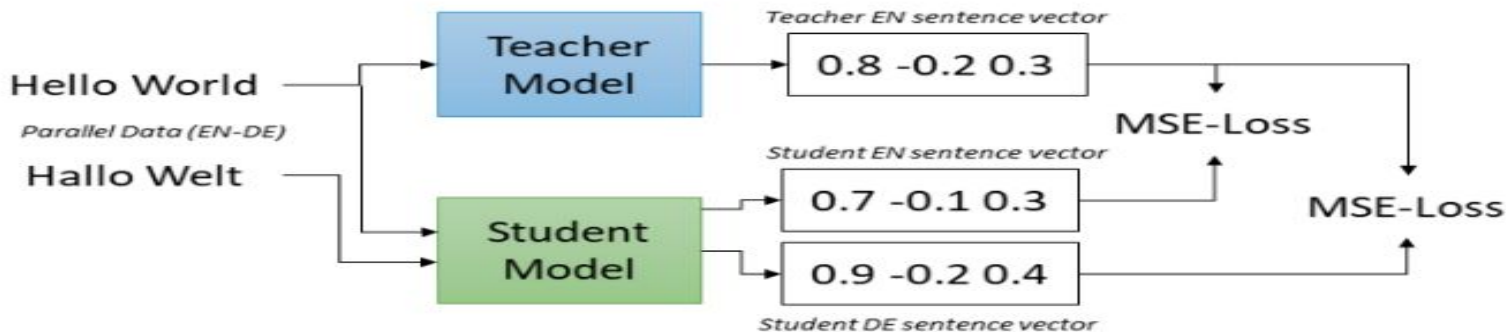 Teacher EN sentence vector
Teacher
Model
0.8 -0.2 0.3
Hello World
Parallel Data (EN-DE)
Hallo Welt
MSE-Loss
Student EN sentence vector
0.7 -0.1 0.3
MSE-Loss
Student
Model
0.9 -0.2 0.4
Student DE sentence vector